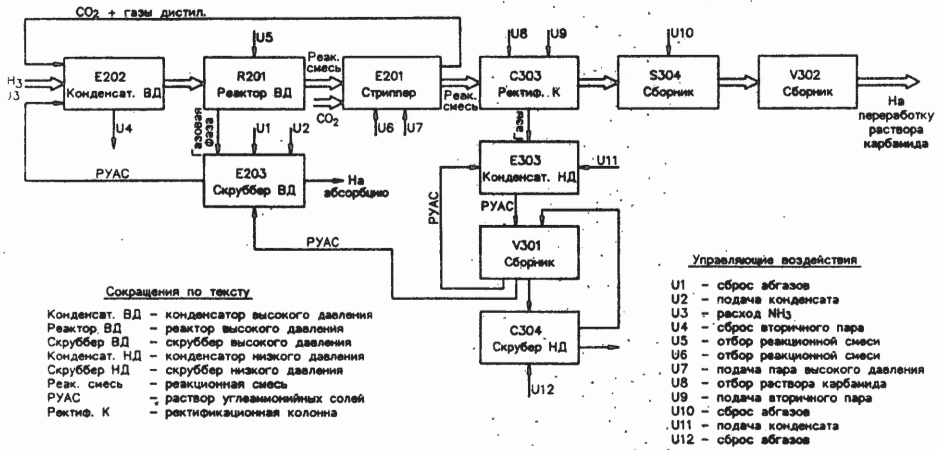 CO₂ + газы дистил.
U5
Реак.
смесь
U8
U9
U10
H₃
U3
E202
Конденсат. ВД
R201
Реактор ВД
E201
Стриппер
C303
Ректиф. К
S304
Сборник
V302
Сборник
CO₂
Реак.
смесь
На
переработку
раствора
карбамида
U4
Газовая
фаза
U1
U2
U6
U7
Газы
РУАС
E203
Скруббер ВД
На
абсорбцию
E303
Конденсат. НД
U11
РУАС
РУАС
РУАС
V301
Сборник
C304
Скрубер НД
U12
Сокращения по тексту
Конденсат. ВД – конденсатор высокого давления
Реактор ВД – реактор высокого давления
Скруббер ВД – скруббер высокого давления
Конденсат. НД – конденсатор низкого давления
Скруббер НД – скруббер низкого давления
Реак. смесь – реакционная смесь
РУАС – раствор углеаммонийных солей
Ректиф. К – ректификационная колонна
Управляющие воздействия
U1 – сброс абгазов
U2 – подача конденсата
U3 – расход NH₃
U4 – сброс вторичного пара
U5 – отбор реакционной смеси
U6 – отбор реакционной смеси
U7 – подача пара высокого давления
U8 – отбор раствора карбамида
U9 – подача вторичного пара
U10 – сброс абгазов
U11 – подача конденсата
U12 – сброс абгазов